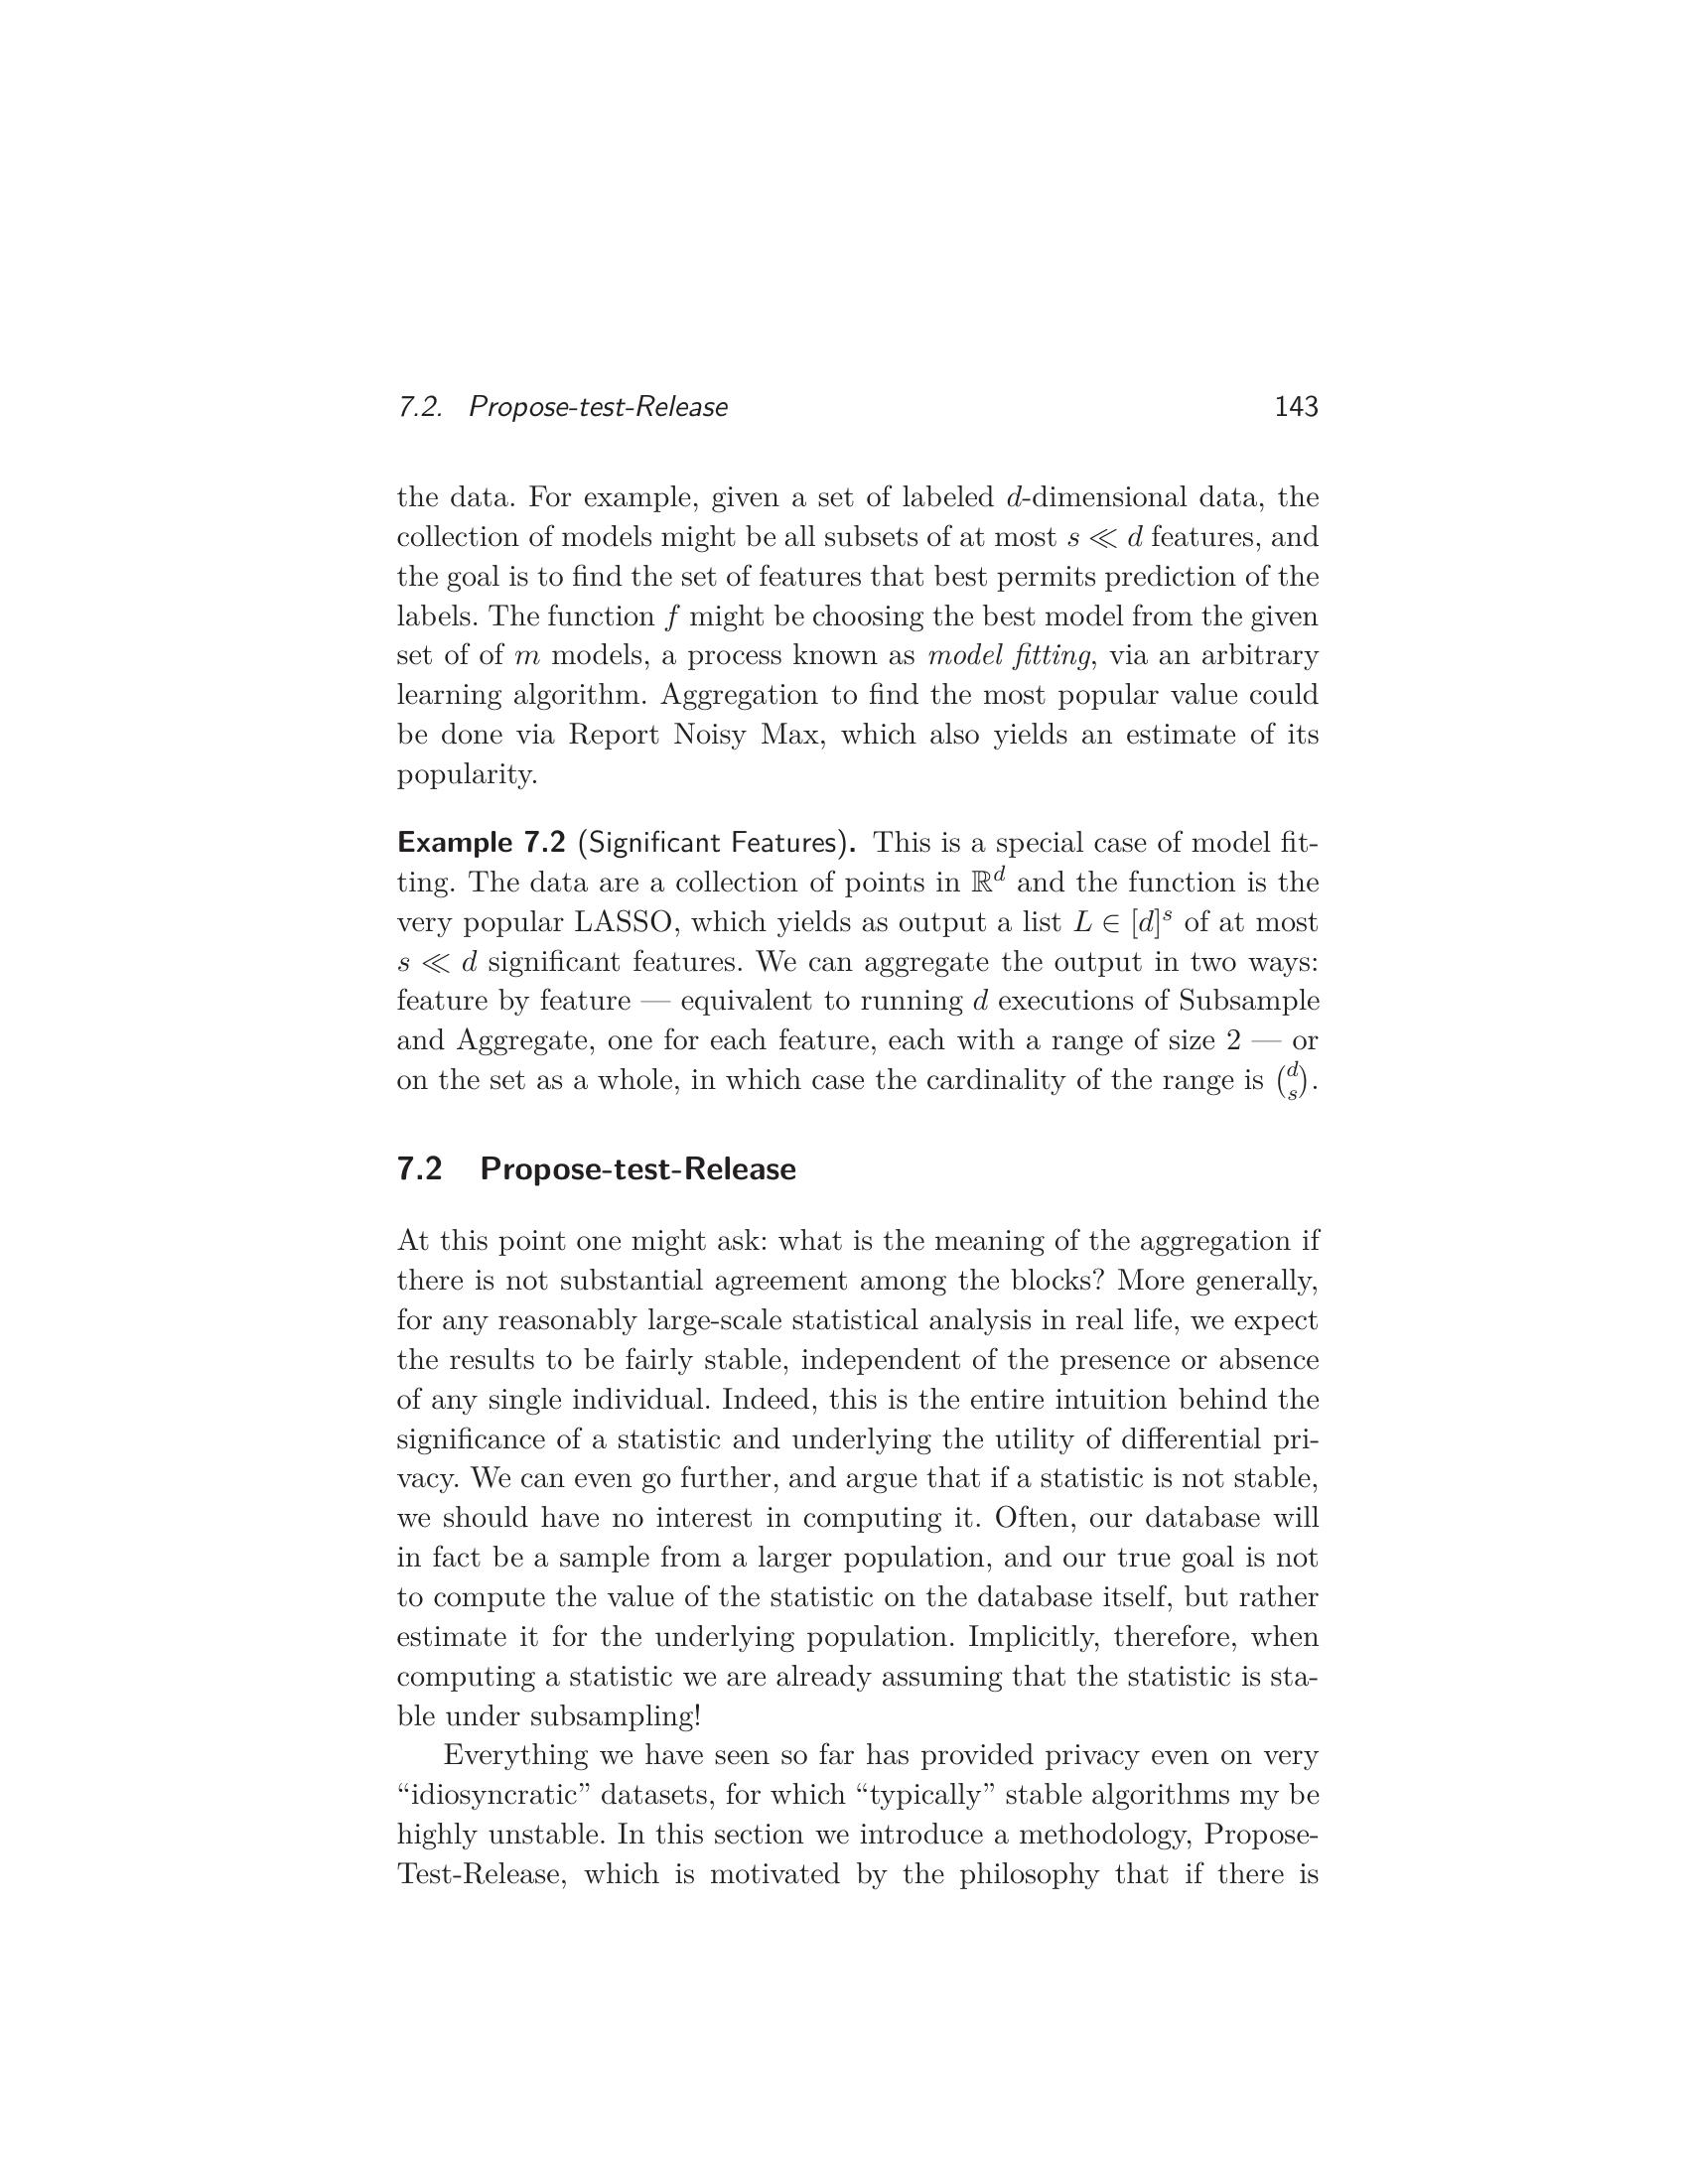 7.2. Propose-test-Release 143
the data. For example, given a set of labeled d-dimensional data, the
collection of models might be all subsets of at most s ≪ d features, and
the goal is to find the set of features that best permits prediction of the
labels. The function f might be choosing the best model from the given
set of of m models, a process known as model fitting, via an arbitrary
learning algorithm. Aggregation to find the most popular value could
be done via Report Noisy Max, which also yields an estimate of its
popularity.
Example 7.2 (Significant Features). This is a special case of model fit-
ting. The data are a collection of points in ℝ^d and the function is the
very popular LASSO, which yields as output a list L ∈ [d]^s of at most
s ≪ d significant features. We can aggregate the output in two ways:
feature by feature — equivalent to running d executions of Subsample
and Aggregate, one for each feature, each with a range of size 2 — or
on the set as a whole, in which case the cardinality of the range is (d s).
7.2 Propose-test-Release
At this point one might ask: what is the meaning of the aggregation if
there is not substantial agreement among the blocks? More generally,
for any reasonably large-scale statistical analysis in real life, we expect
the results to be fairly stable, independent of the presence or absence
of any single individual. Indeed, this is the entire intuition behind the
significance of a statistic and underlying the utility of differential pri-
vacy. We can even go further, and argue that if a statistic is not stable,
we should have no interest in computing it. Often, our database will
in fact be a sample from a larger population, and our true goal is not
to compute the value of the statistic on the database itself, but rather
estimate it for the underlying population. Implicitly, therefore, when
computing a statistic we are already assuming that the statistic is sta-
ble under subsampling!
Everything we have seen so far has provided privacy even on very
“idiosyncratic” datasets, for which “typically” stable algorithms my be
highly unstable. In this section we introduce a methodology, Propose-
Test-Release, which is motivated by the philosophy that if there is